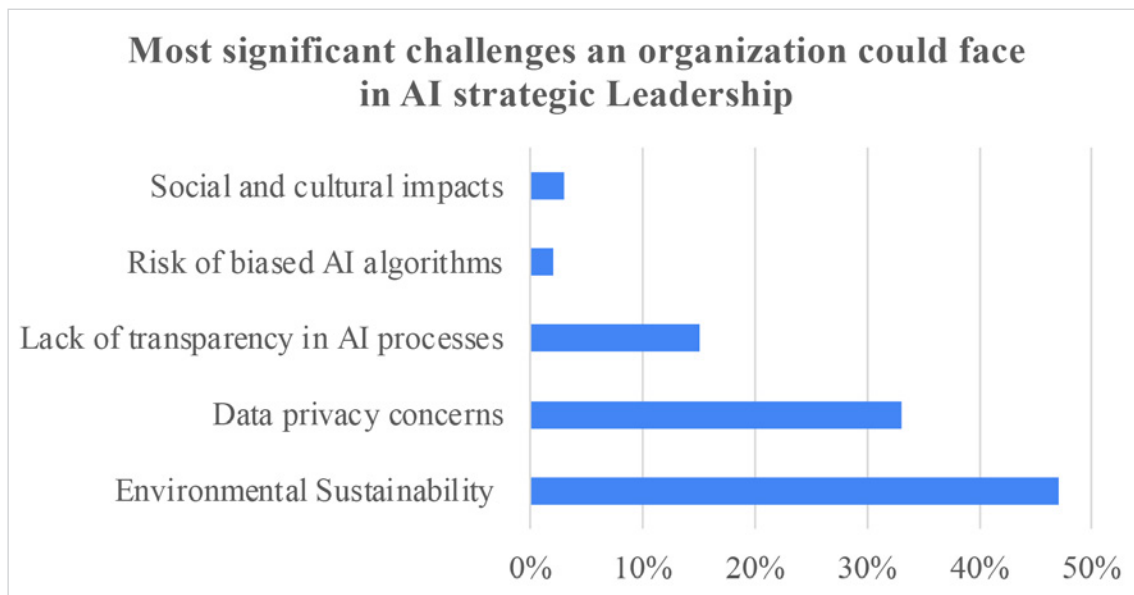 Most significant challenges an organization could face
in AI strategic Leadership
Social and cultural impacts
Risk of biased AI algorithms
Lack of transparency in AI processes
Data privacy concerns
Environmental Sustainability
0% 10% 20% 30% 40% 50%